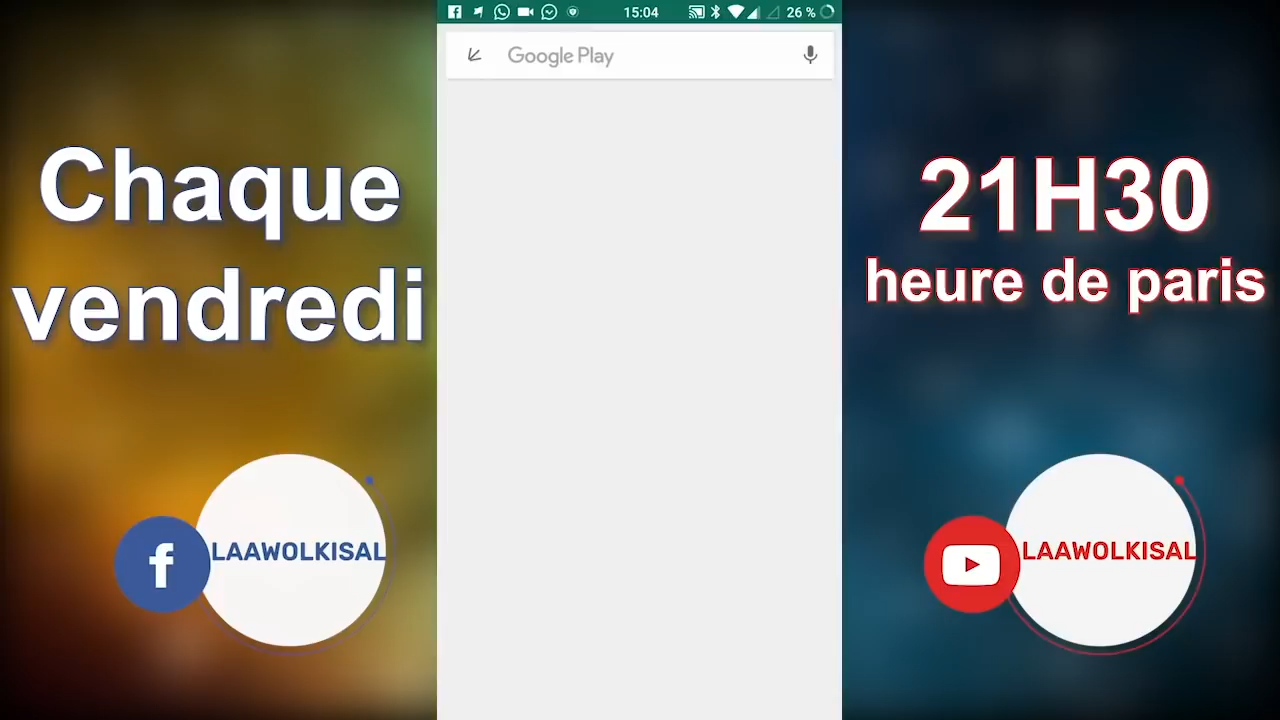 15:04
26 %
Google Play
Chaque
vendredi
21H30
heure de paris
LAAWOLKISAL
LAAWOLKISAL